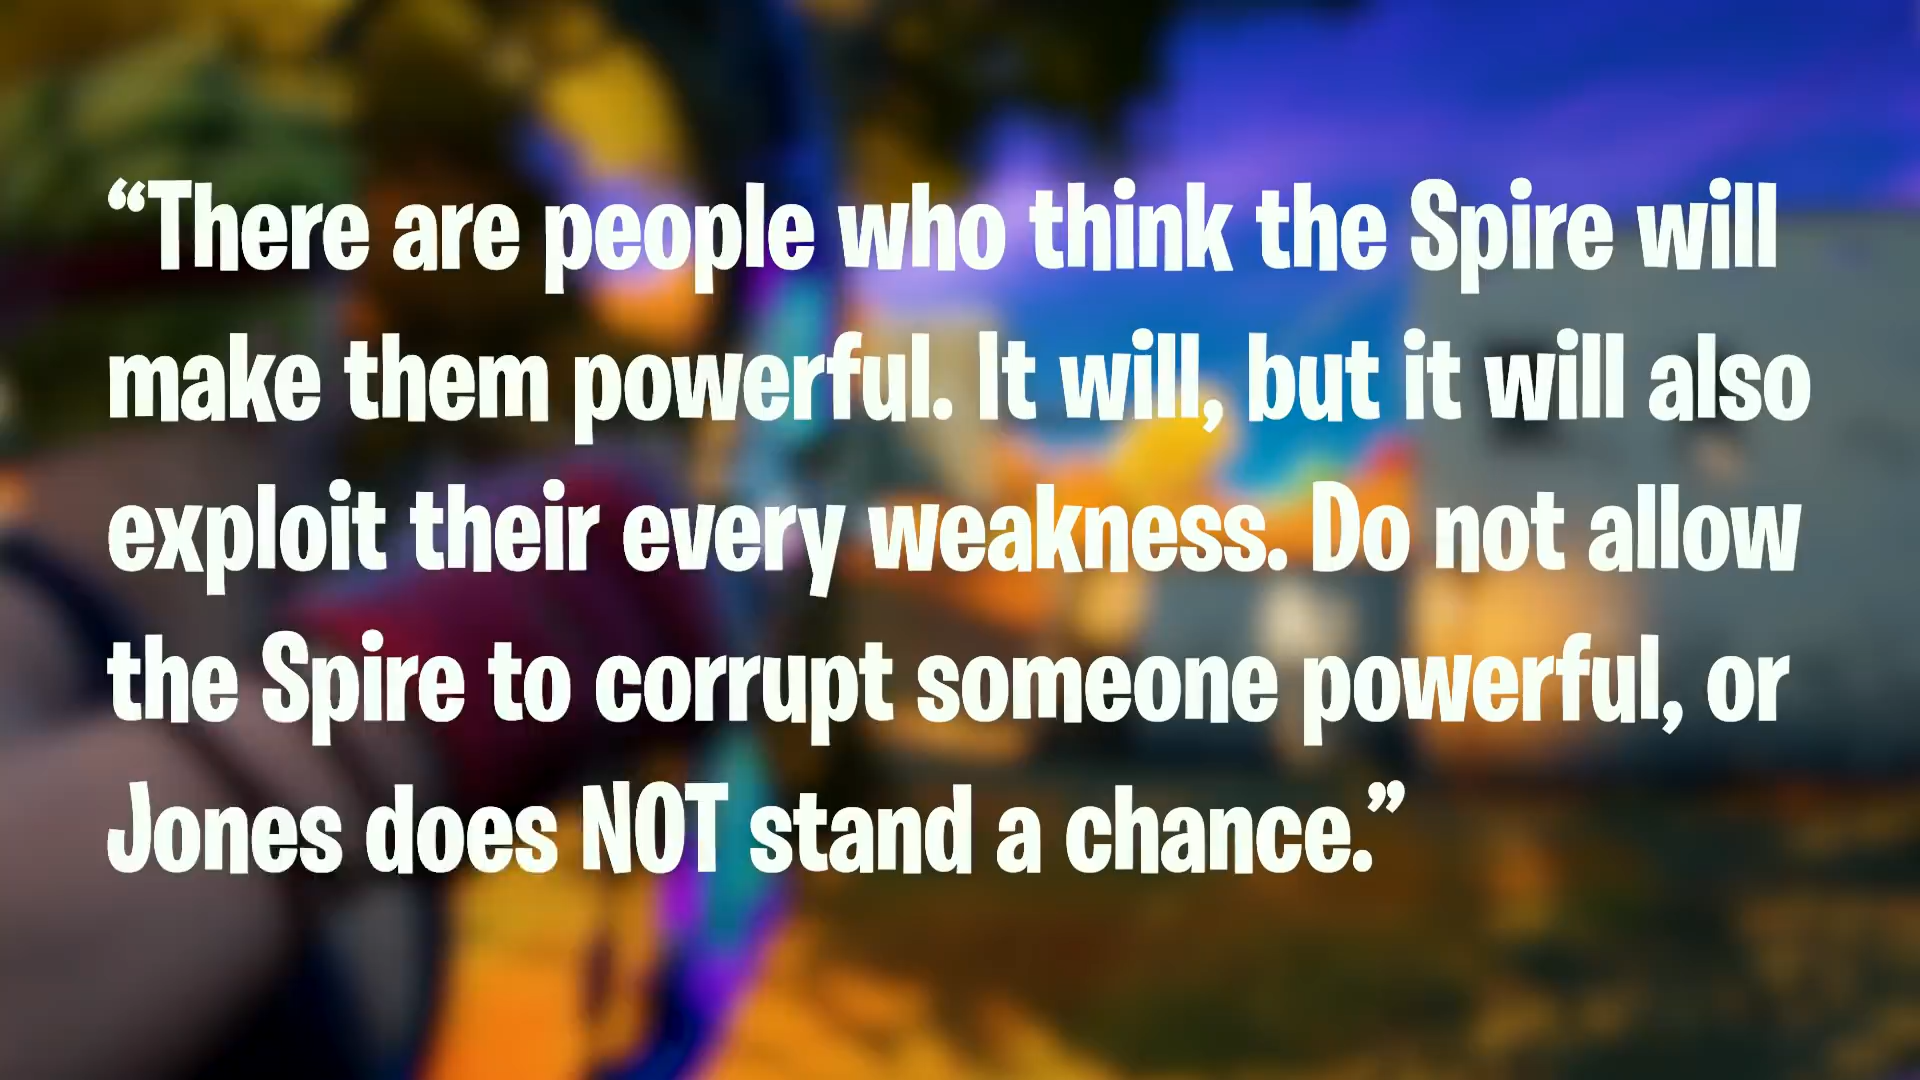 “There are people who think the Spire will
make them powerful. It will, but it will also
exploit their every weakness. Do not allow
the Spire to corrupt someone powerful, or
Jones does NOT stand a chance.”